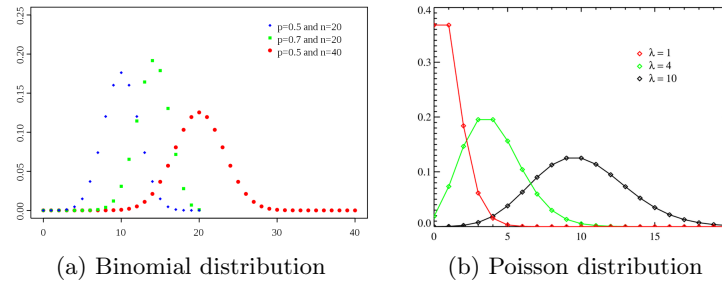 p=0.5 and n=20
p=0.7 and n=20
p=0.5 and n=40
0.25
0.20
0.15
0.10
0.05
0.00
0 10 20 30 40
(a) Binomial distribution
0.4
0.3
0.2
0.1
0.0
λ = 1
λ = 4
λ = 10
0 5 10 15
(b) Poisson distribution